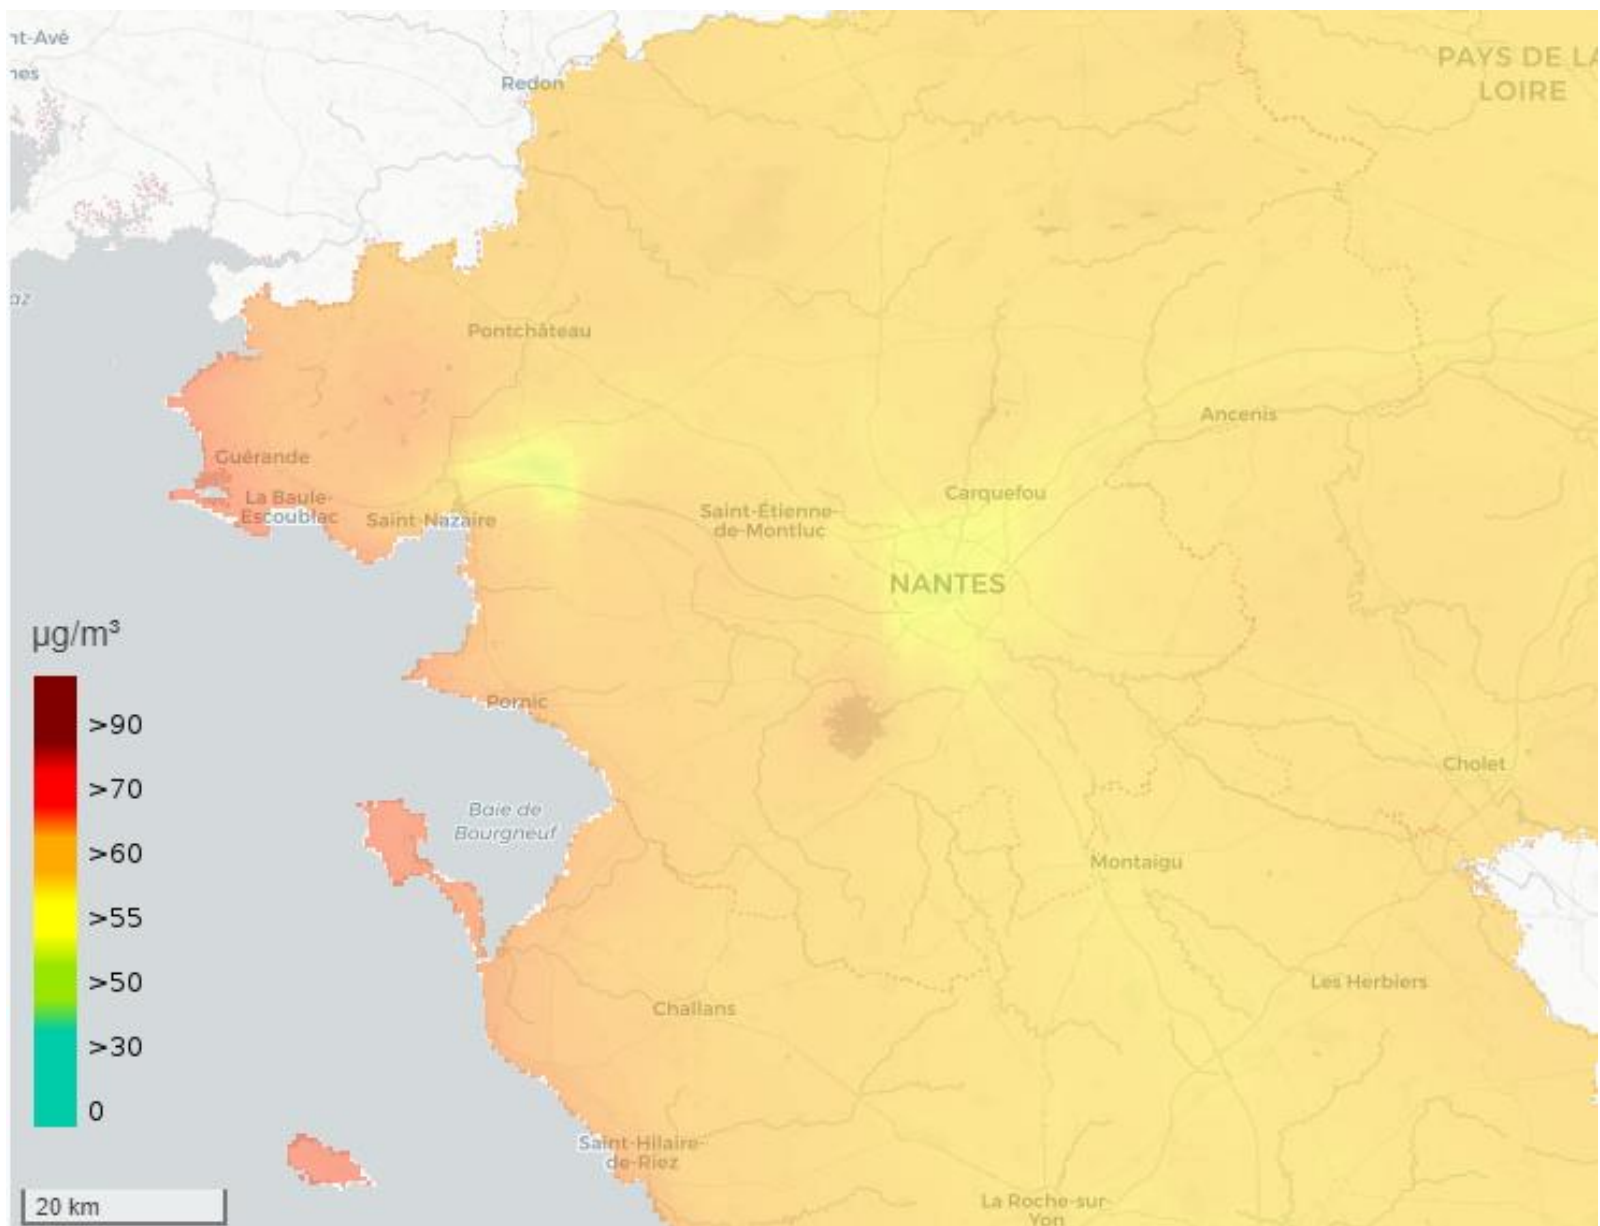 nt-Avé
nes
Redon
PAYS DE LA
LOIRE
az
Pontchâteau
Ancenis
Guérande
Carquefou
La Baule-
Escoublac
Saint-Nazaire
Saint-Étienne-
de-Montluc
NANTES
µg/m³
>90
Pornic
>70
Cholet
Baie de
Bourgneuf
>60
Montaigu
>55
>50
Les Herbiers
Challans
>30
0
Saint-Hilaire-
de-Riez
20 km
La Roche-sur-
Yon